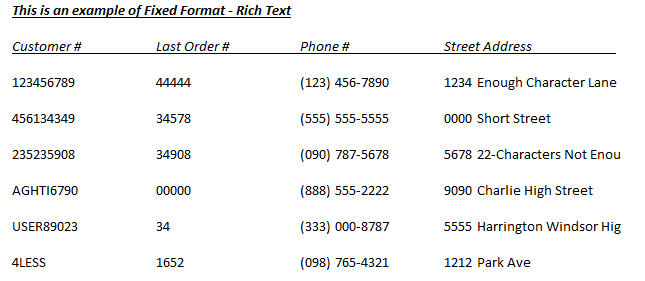 This is an example of Fixed Format - Rich Text
Customer # Last Order # Phone # Street Address
123456789 44444 (123) 456-7890 1234 Enough Character Lane
456134349 34578 (555) 555-5555 0000 Short Street
235235908 34908 (090) 787-5678 5678 22-Characters Not Enou
AGHTI6790 00000 (888) 555-2222 9090 Charlie High Street
USER89023 34 (333) 000-8787 5555 Harrington Windsor Hig
4LESS 1652 (098) 765-4321 1212 Park Ave